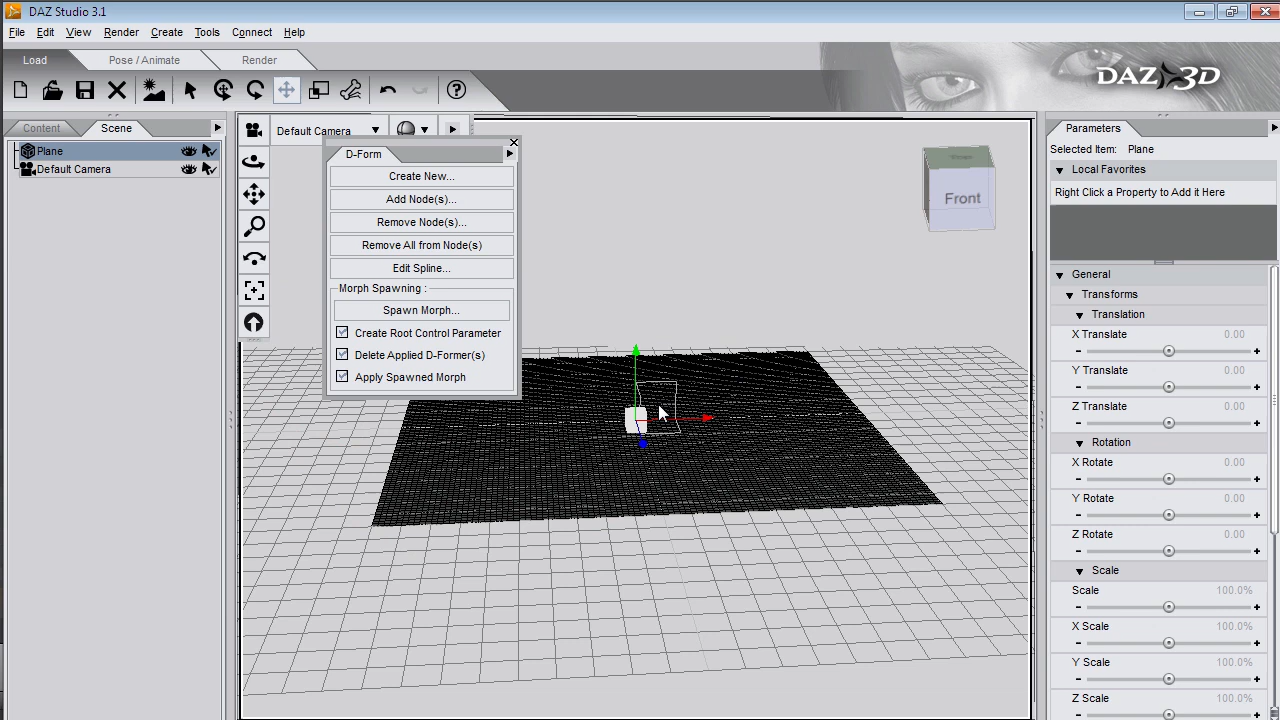 DAZ Studio 3.1
File Edit View Render Create Tools Connect Help
Load Pose / Animate Render
DAZ 3D
Content Scene
Plane
Default Camera
Default Camera
D-Form
Create New...
Add Node(s)...
Remove Node(s)...
Remove All from Node(s)
Edit Spline...
Morph Spawning :
Spawn Morph...
Create Root Control Parameter
Delete Applied D-Former(s)
Apply Spawned Morph
Front
Parameters
Selected Item: Plane
Local Favorites
Right Click a Property to Add it Here
General
Transforms
Translation
X Translate 0.00
Y Translate 0.00
Z Translate 0.00
Rotation
X Rotate 0.00
Y Rotate 0.00
Z Rotate 0.00
Scale
Scale 100.0%
X Scale 100.0%
Y Scale 100.0%
Z Scale 100.0%